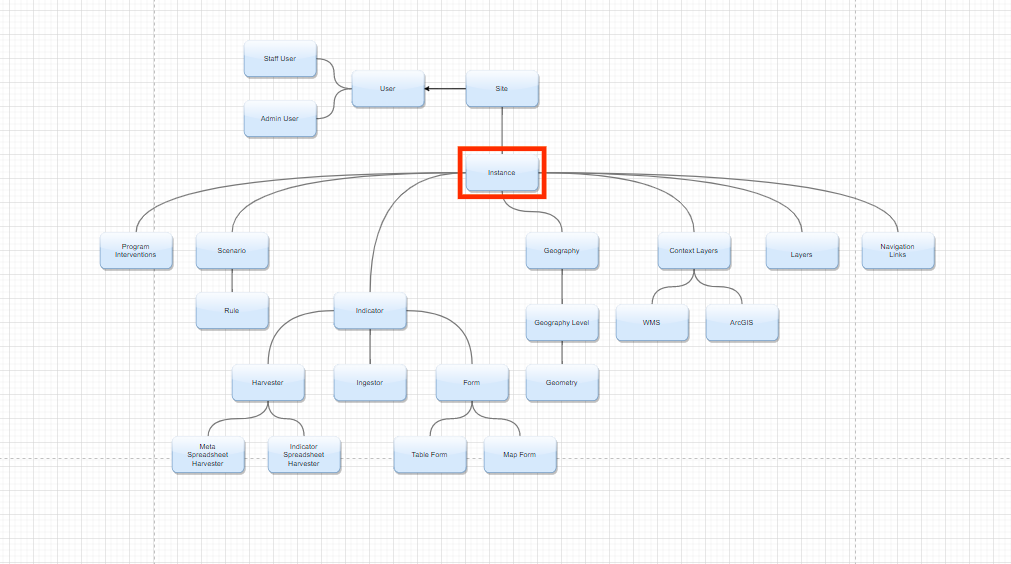 Staff User
User
Site
Admin User
Instance
Program
Interventions
Scenario
Geography
Context Layers
Layers
Navigation
Links
Rule
Indicator
Geography Level
WMS
ArcGIS
Harvester
Ingestor
Form
Geometry
Meta
Spreadsheet
Harvester
Indicator
Spreadsheet
Harvester
Table Form
Map Form